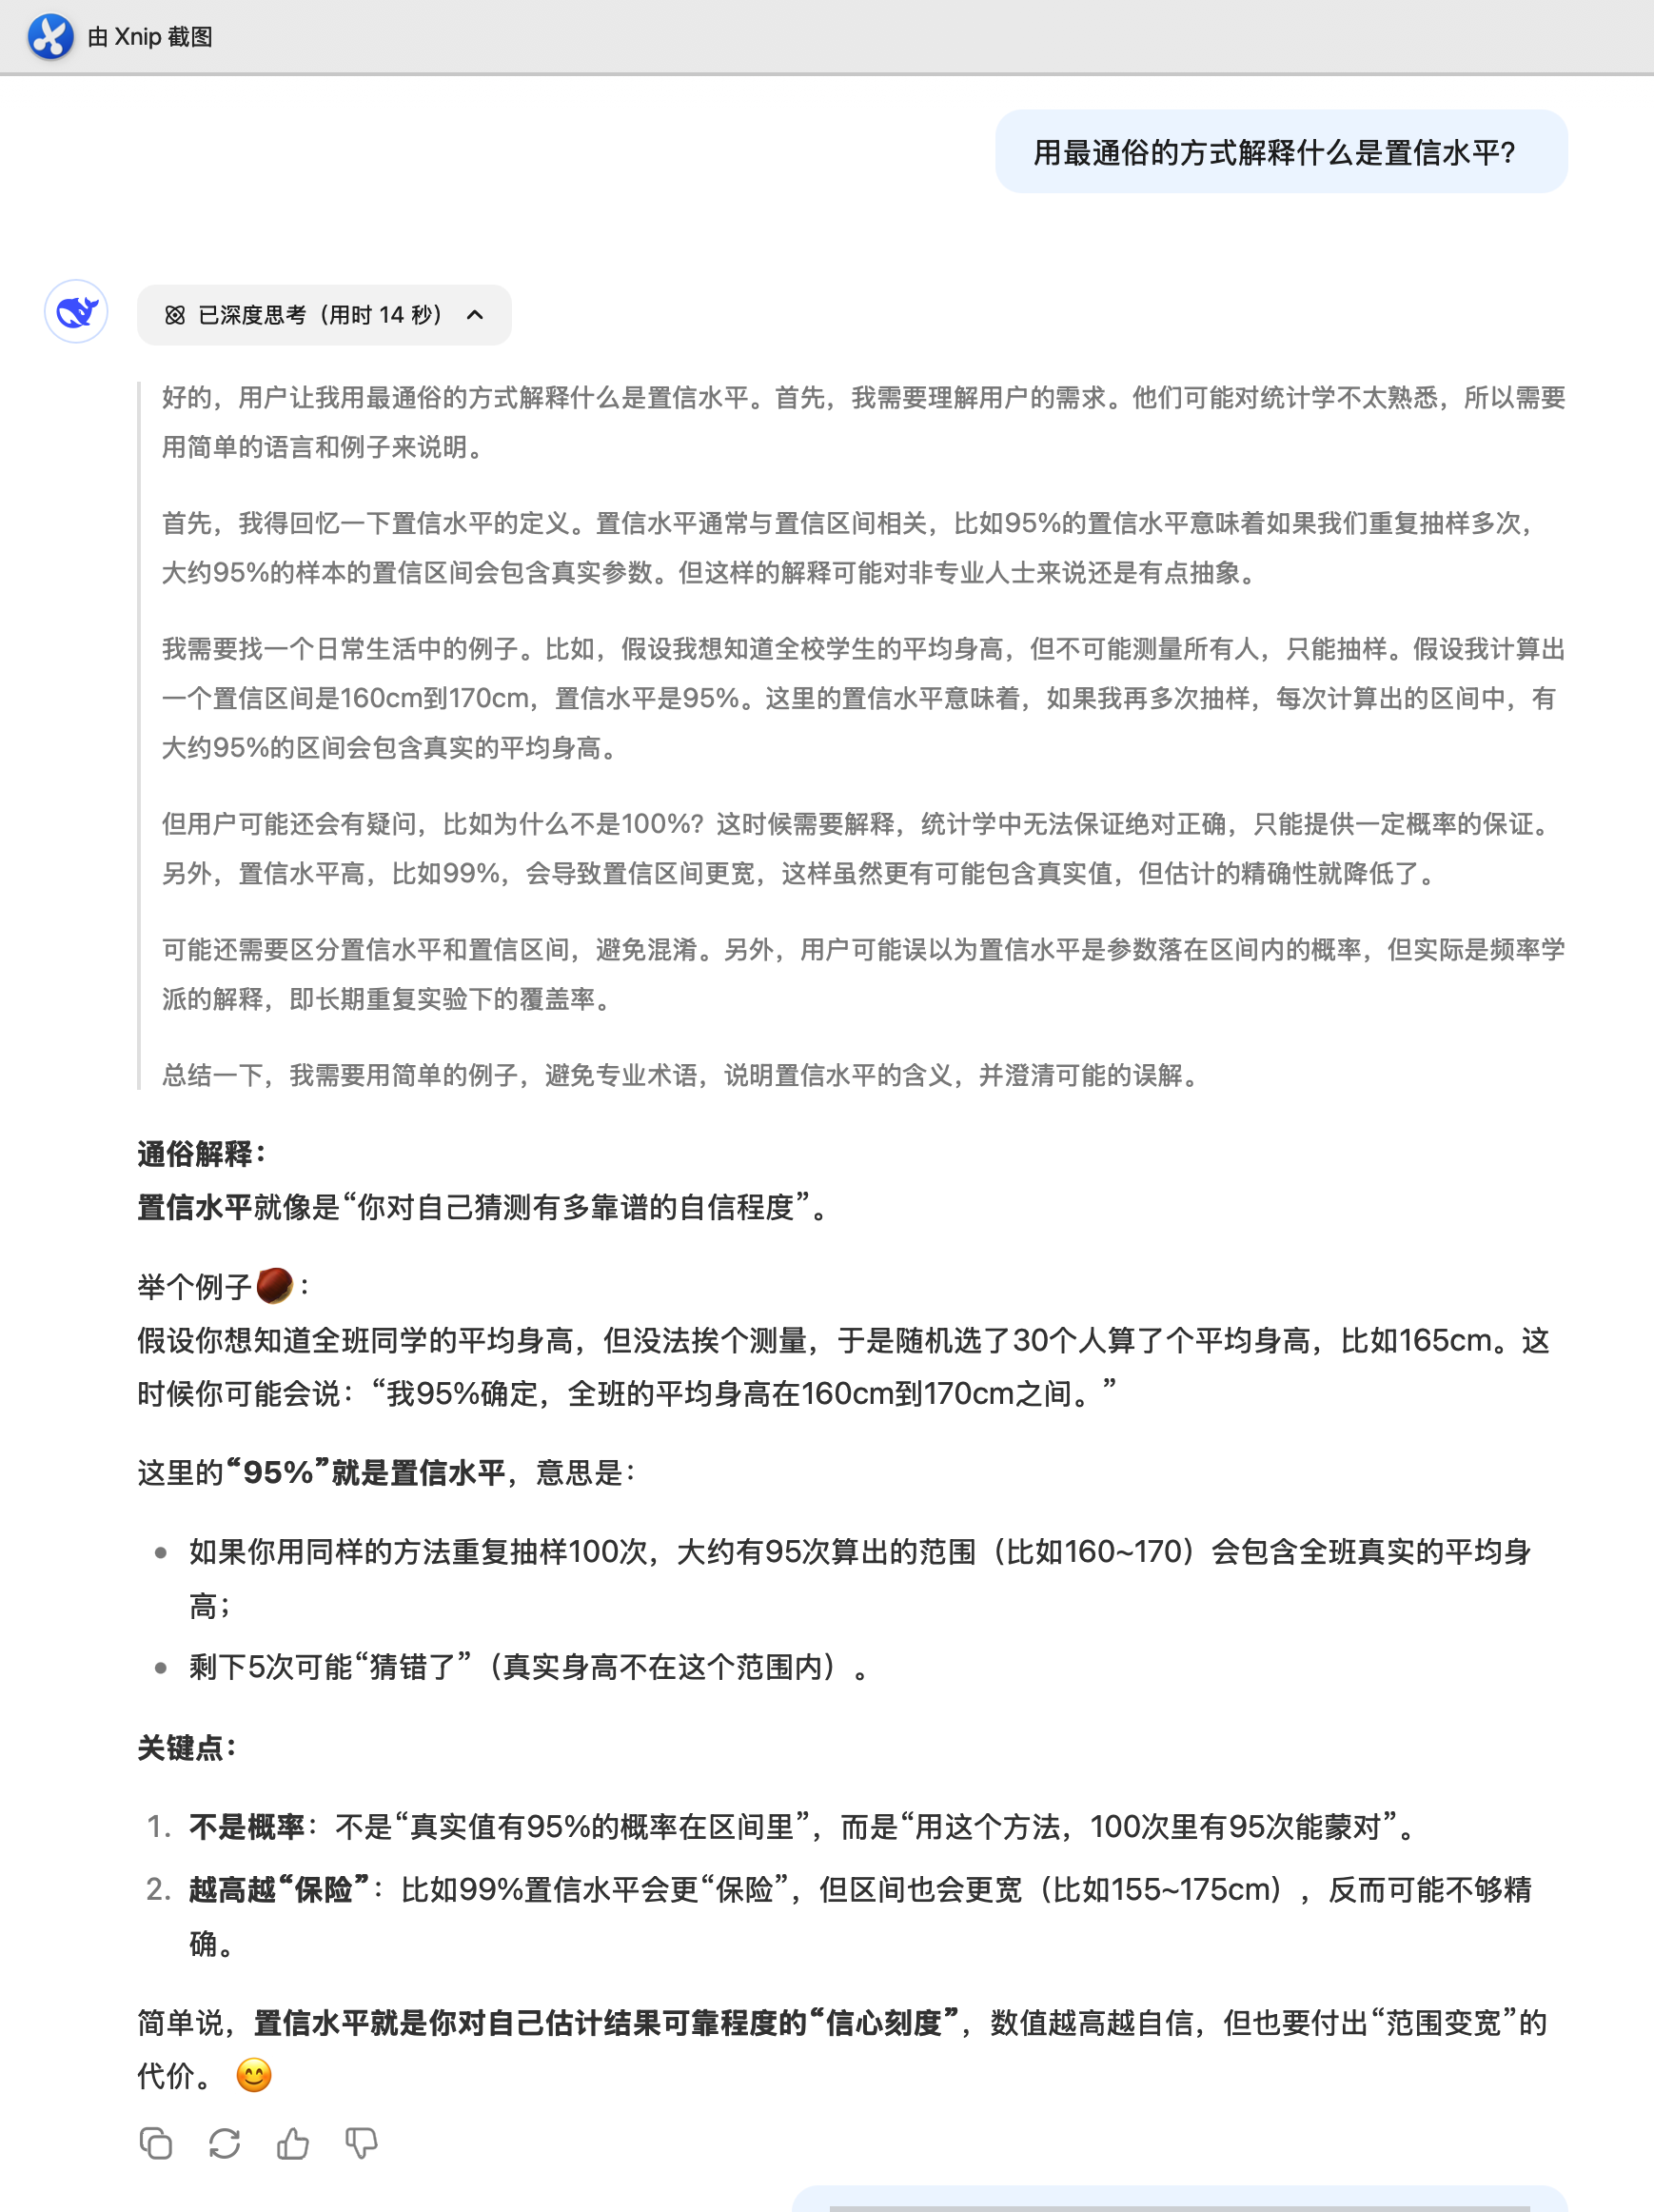 由 Xnip 截图
用最通俗的方式解释什么是置信水平?
已深度思考（用时 14 秒）
好的，用户让我用最通俗的方式解释什么是置信水平。首先，我需要理解用户的需求。他们可能对统计学不太熟悉，所以需要
用简单的语言和例子来说明。
首先，我得回忆一下置信水平的定义。置信水平通常与置信区间相关，比如95%的置信水平意味着如果我们重复抽样多次，
大约95%的样本的置信区间会包含真实参数。但这样的解释可能对非专业人士来说还是有点抽象。
我需要找一个日常生活中的例子。比如，假设我想知道全校学生的平均身高，但不可能测量所有人，只能抽样。假设我计算出
一个置信区间是160cm到170cm，置信水平是95%。这里的置信水平意味着，如果我再多次抽样，每次计算出的区间中，有
大约95%的区间会包含真实的平均身高。
但用户可能还会有疑问，比如为什么不是100%？这时候需要解释，统计学中无法保证绝对正确，只能提供一定概率的保证。
另外，置信水平高，比如99%，会导致置信区间更宽，这样虽然更有可能包含真实值，但估计的精确性就降低了。
可能还需要区分置信水平和置信区间，避免混淆。另外，用户可能误以为置信水平是参数落在区间内的概率，但实际是频率学
派的解释，即长期重复实验下的覆盖率。
总结一下，我需要用简单的例子，避免专业术语，说明置信水平的含义，并澄清可能的误解。
通俗解释：
置信水平就像是“你对自己猜测有多靠谱的自信程度”。
举个例子🌰：
假设你想知道全班同学的平均身高，但没法挨个测量，于是随机选了30个人算了个平均身高，比如165cm。这
时候你可能会说：“我95%确定，全班的平均身高在160cm到170cm之间。”
这里的“95%”就是置信水平，意思是：
• 如果你用同样的方法重复抽样100次，大约有95次算出的范围（比如160~170）会包含全班真实的平均身
高；
• 剩下5次可能“猜错了”（真实身高不在这个范围内）。
关键点：
1. 不是概率：不是“真实值有95%的概率在区间里”，而是“用这个方法，100次里有95次能蒙对”。
2. 越高越“保险”：比如99%置信水平会更“保险”，但区间也会更宽（比如155~175cm），反而可能不够精
确。
简单说，置信水平就是你对自己估计结果可靠程度的“信心刻度”，数值越高越自信，但也要付出“范围变宽”的
代价。 😊